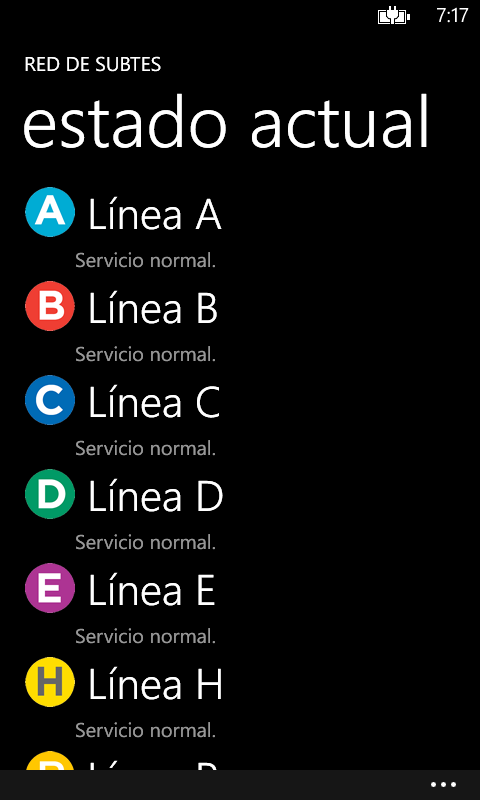 7:17
RED DE SUBTES
estado actual
A Línea A
Servicio normal.
B Línea B
Servicio normal.
C Línea C
Servicio normal.
D Línea D
Servicio normal.
E Línea E
Servicio normal.
H Línea H
Servicio normal.